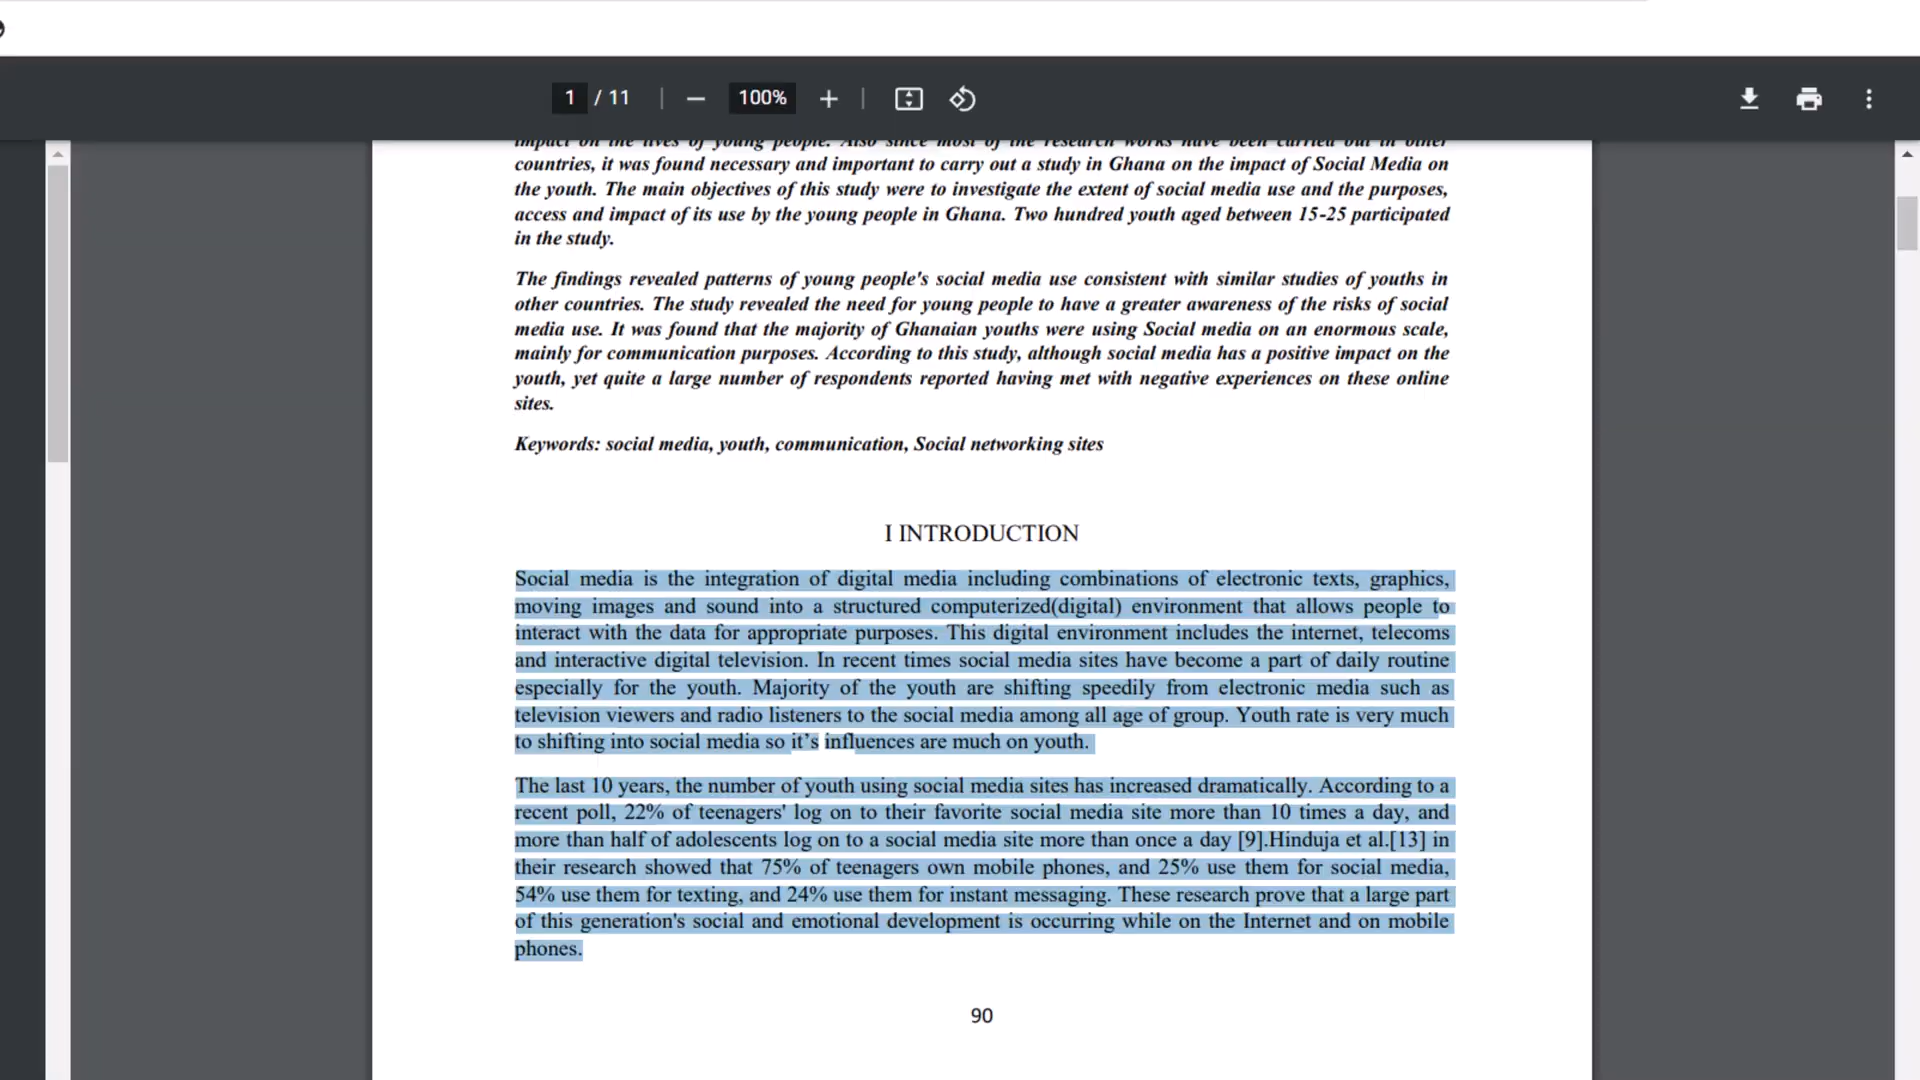 1 / 11 100%
impact on the lives of young people. Also since most of the research works have been carried out in other
countries, it was found necessary and important to carry out a study in Ghana on the impact of Social Media on
the youth. The main objectives of this study were to investigate the extent of social media use and the purposes,
access and impact of its use by the young people in Ghana. Two hundred youth aged between 15-25 participated
in the study.
The findings revealed patterns of young people's social media use consistent with similar studies of youths in
other countries. The study revealed the need for young people to have a greater awareness of the risks of social
media use. It was found that the majority of Ghanaian youths were using Social media on an enormous scale,
mainly for communication purposes. According to this study, although social media has a positive impact on the
youth, yet quite a large number of respondents reported having met with negative experiences on these online
sites.
Keywords: social media, youth, communication, Social networking sites
I INTRODUCTION
Social media is the integration of digital media including combinations of electronic texts, graphics,
moving images and sound into a structured computerized(digital) environment that allows people to
interact with the data for appropriate purposes. This digital environment includes the internet, telecoms
and interactive digital television. In recent times social media sites have become a part of daily routine
especially for the youth. Majority of the youth are shifting speedily from electronic media such as
television viewers and radio listeners to the social media among all age of group. Youth rate is very much
to shifting into social media so it’s influences are much on youth.
The last 10 years, the number of youth using social media sites has increased dramatically. According to a
recent poll, 22% of teenagers' log on to their favorite social media site more than 10 times a day, and
more than half of adolescents log on to a social media site more than once a day [9].Hinduja et al.[13] in
their research showed that 75% of teenagers own mobile phones, and 25% use them for social media,
54% use them for texting, and 24% use them for instant messaging. These research prove that a large part
of this generation's social and emotional development is occurring while on the Internet and on mobile
phones.
90